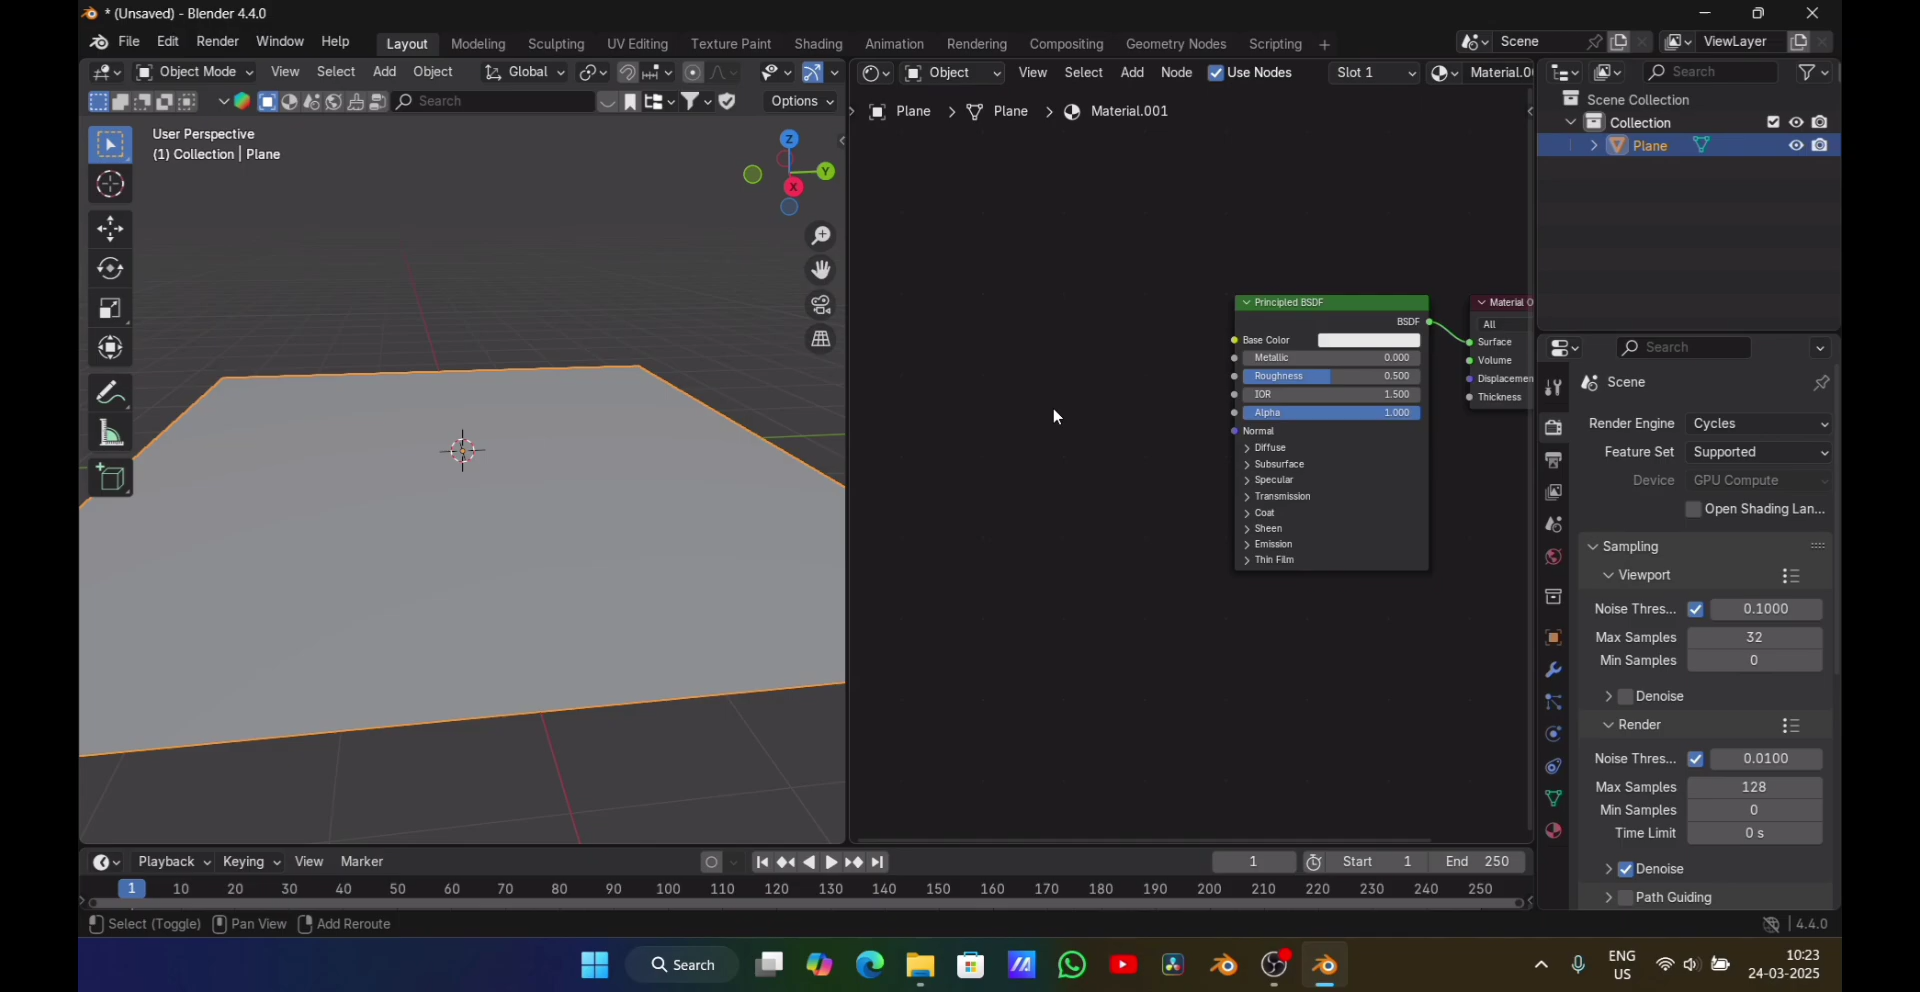 * (Unsaved) - Blender 4.4.0
File Edit Render Window Help Layout Modeling Sculpting UV Editing Texture Paint Shading Animation Rendering Compositing Geometry Nodes Scripting + Scene ViewLayer
Object Mode View Select Add Object Global Object View Select Add Node Use Nodes Slot 1 Material.0 Search
Search Options
Scene Collection
Plane > Plane > Material.001
Collection
User Perspective
(1) Collection | Plane
Plane
Z
Y
X
Principled BSDF
BSDF
Base Color
Metallic 0.000
Roughness 0.500
IOR 1.500
Alpha 1.000
Normal
Diffuse
Subsurface
Specular
Transmission
Coat
Sheen
Emission
Thin Film
Material O
All
Surface
Volume
Displacemen
Thickness
Search
Scene
Render Engine Cycles
Feature Set Supported
Device GPU Compute
Open Shading Lan...
Sampling
Viewport
Noise Thres... 0.1000
Max Samples 32
Min Samples 0
Denoise
Render
Noise Thres... 0.0100
Max Samples 128
Min Samples 0
Time Limit 0 s
Denoise
Path Guiding
Playback Keying View Marker 1 Start 1 End 250
1 10 20 30 40 50 60 70 80 90 100 110 120 130 140 150 160 170 180 190 200 210 220 230 240 250
Select (Toggle) Pan View Add Reroute 4.4.0
Search
ENG
US
10:23
24-03-2025